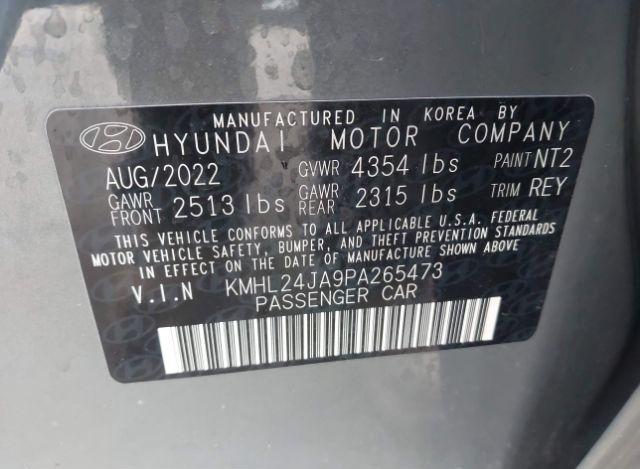 MANUFACTURED IN KOREA BY
HYUNDAI MOTOR COMPANY
AUG/2022 GVWR 4354 lbs PAINT NT2
GAWR FRONT 2513 lbs GAWR REAR 2315 lbs TRIM REY
THIS VEHICLE CONFORMS TO ALL APPLICABLE U.S.A. FEDERAL
MOTOR VEHICLE SAFETY, BUMPER, AND THEFT PREVENTION STANDARDS
IN EFFECT ON THE DATE OF MANUFACTURE SHOWN ABOVE.
V.I.N KMHL24JA9PA265473
PASSENGER CAR